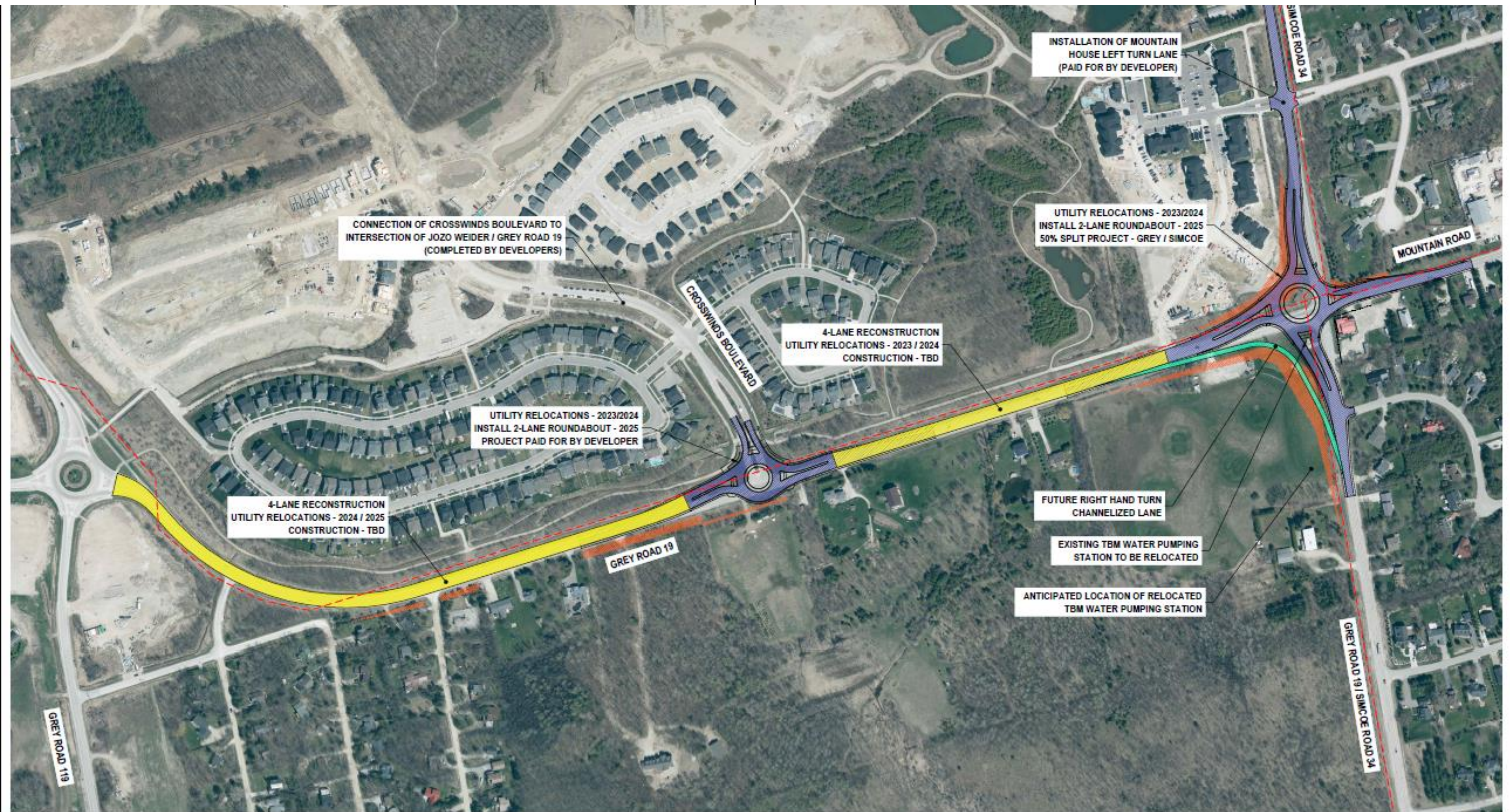 INSTALLATION OF MOUNTAIN
HOUSE LEFT TURN LANE
(PAID FOR BY DEVELOPER)
SIMCOE ROAD 34
CONNECTION OF CROSSWINDS BOULEVARD TO
INTERSECTION OF JOZO WEIDER / GREY ROAD 19
(COMPLETED BY DEVELOPERS)
UTILITY RELOCATIONS - 2023/2024
INSTALL 2-LANE ROUNDABOUT - 2025
50% SPLIT PROJECT - GREY / SIMCOE
MOUNTAIN ROAD
CROSSWINDS BOULEVARD
4-LANE RECONSTRUCTION
UTILITY RELOCATIONS - 2023 / 2024
CONSTRUCTION - TBD
UTILITY RELOCATIONS - 2023/2024
INSTALL 2-LANE ROUNDABOUT - 2025
PROJECT PAID FOR BY DEVELOPER
4-LANE RECONSTRUCTION
UTILITY RELOCATIONS - 2024 / 2025
CONSTRUCTION - TBD
GREY ROAD 19
FUTURE RIGHT HAND TURN
CHANNELIZED LANE
EXISTING TBM WATER PUMPING
STATION TO BE RELOCATED
ANTICIPATED LOCATION OF RELOCATED
TBM WATER PUMPING STATION
GREY ROAD 19 / SIMCOE ROAD 34
GREY ROAD 119